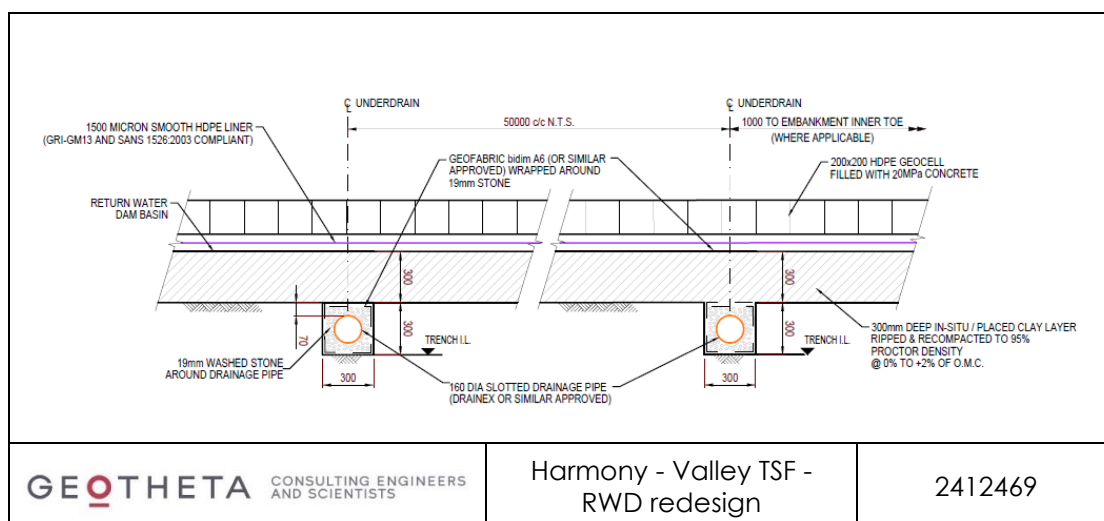 ℄ UNDERDRAIN
℄ UNDERDRAIN
1500 MICRON SMOOTH HDPE LINER
(GRI-GM13 AND SANS 1526:2003 COMPLIANT)
50000 c/c N.T.S.
1000 TO EMBANKMENT INNER TOE
(WHERE APPLICABLE)
GEOFABRIC bidim A6 (OR SIMILAR
APPROVED) WRAPPED AROUND
19mm STONE
200x200 HDPE GEOCELL
FILLED WITH 20MPa CONCRETE
RETURN WATER
DAM BASIN
300
300
300
300
70
TRENCH I.L.
TRENCH I.L.
300mm DEEP IN-SITU / PLACED CLAY LAYER
RIPPED & RECOMPACTED TO 95%
PROCTOR DENSITY
@ 0% TO +2% OF O.M.C.
19mm WASHED STONE
AROUND DRAINAGE PIPE
300
300
160 DIA SLOTTED DRAINAGE PIPE
(DRAINEX OR SIMILAR APPROVED)
GEOTHETA CONSULTING ENGINEERS
AND SCIENTISTS
Harmony - Valley TSF -
RWD redesign
2412469